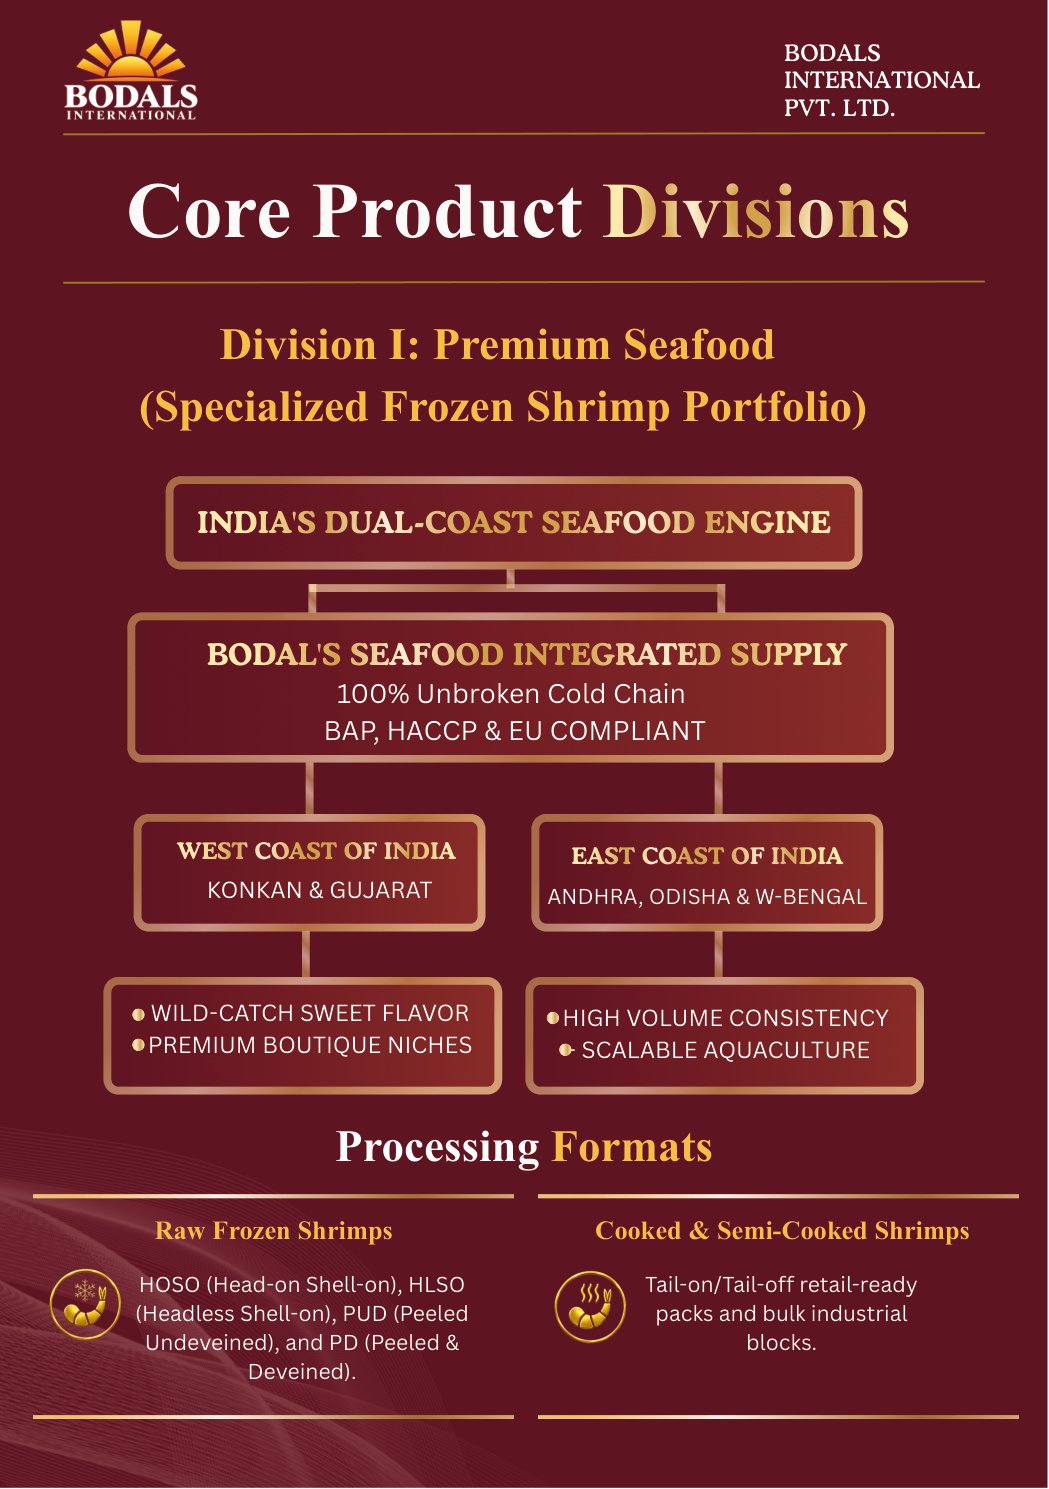 BODALS
INTERNATIONAL
BODALS
INTERNATIONAL
PVT. LTD.
Core Product Divisions
Division I: Premium Seafood
(Specialized Frozen Shrimp Portfolio)
INDIA'S DUAL-COAST SEAFOOD ENGINE
BODAL'S SEAFOOD INTEGRATED SUPPLY
100% Unbroken Cold Chain
BAP, HACCP & EU COMPLIANT
WEST COAST OF INDIA
KONKAN & GUJARAT
EAST COAST OF INDIA
ANDHRA, ODISHA & W-BENGAL
WILD-CATCH SWEET FLAVOR
PREMIUM BOUTIQUE NICHES
HIGH VOLUME CONSISTENCY
- SCALABLE AQUACULTURE
Processing Formats
Raw Frozen Shrimps
HOSO (Head-on Shell-on), HLSO
(Headless Shell-on), PUD (Peeled
Undeveined), and PD (Peeled &
Deveined).
Cooked & Semi-Cooked Shrimps
Tail-on/Tail-off retail-ready
packs and bulk industrial
blocks.